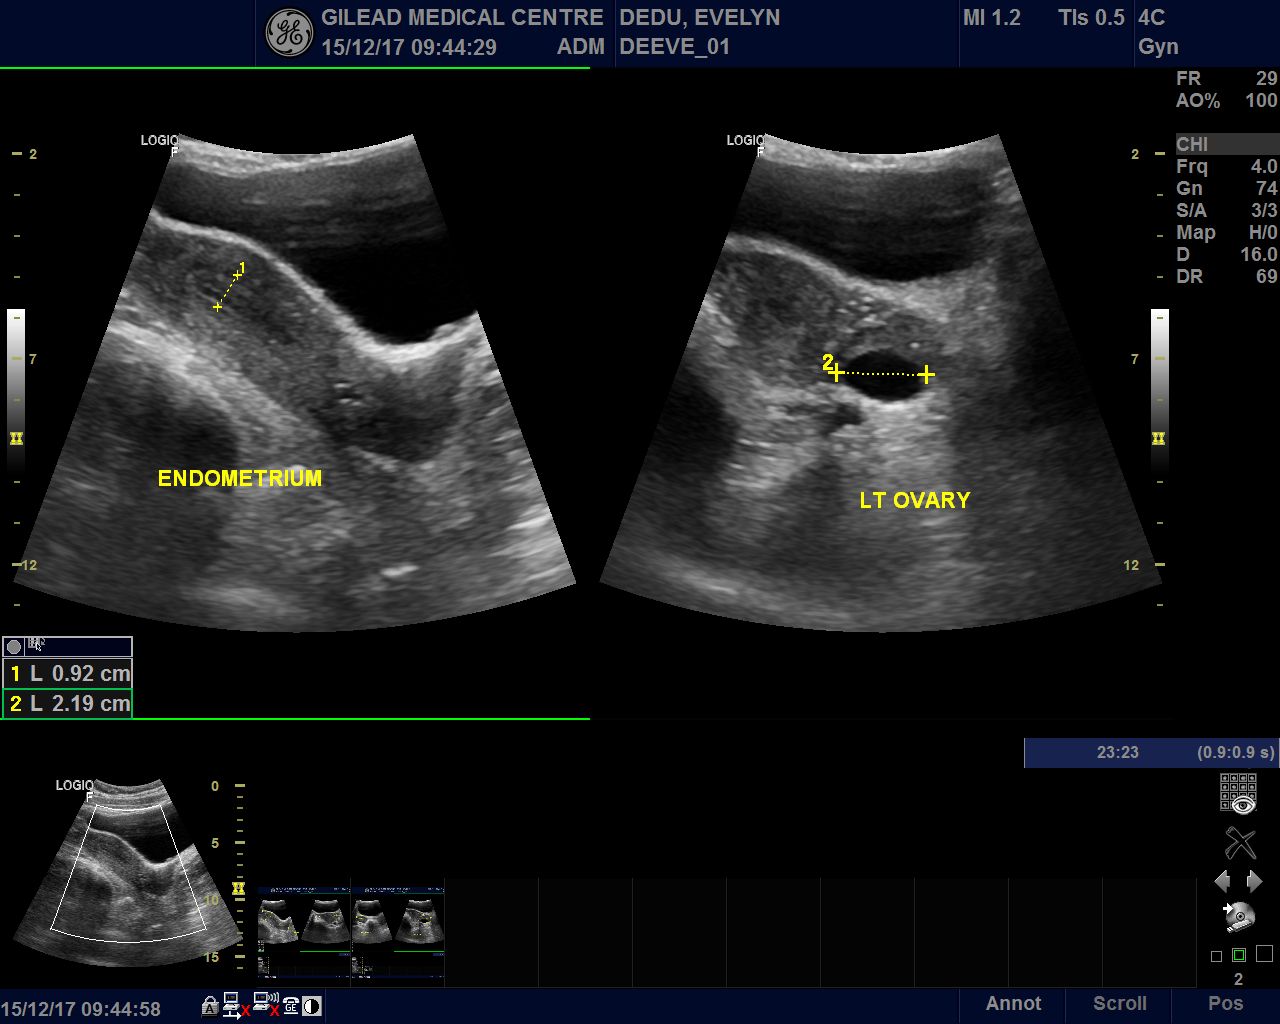 GILEAD MEDICAL CENTRE
15/12/17 09:44:29 ADM
DEDU, EVELYN
DEEVE_01
MI 1.2 TIs 0.5
4C
Gyn
FR 29
AO% 100
CHI
Frq 4.0
Gn 74
S/A 3/3
Map H/0
D 16.0
DR 69
LOGIQ
F
2
7
12
1
ENDOMETRIUM
LOGIQ
F
2
7
12
2
LT OVARY
1 L 0.92 cm
2 L 2.19 cm
23:23 (0.9:0.9 s)
LOGIQ
F
0
5
10
15
2
15/12/17 09:44:58
Annot Scroll Pos